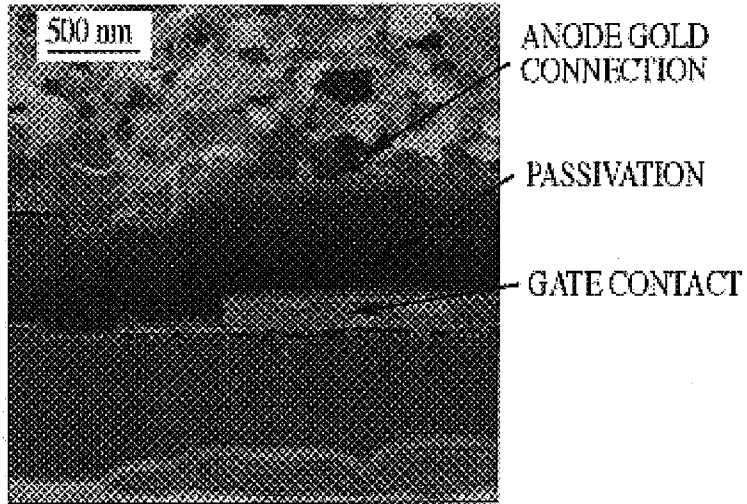 500 nm
ANODE GOLD
CONNECTION
PASSIVATION
GATE CONTACT